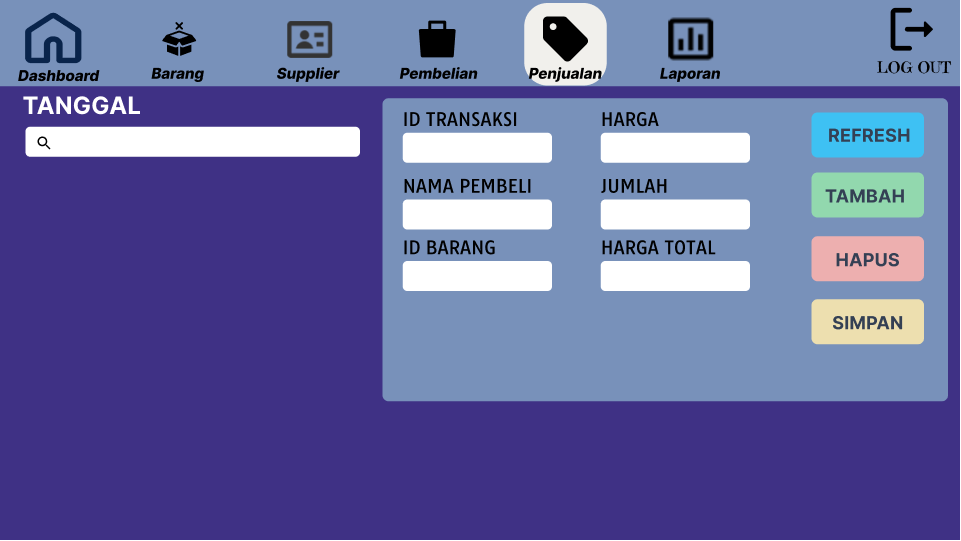 Dashboard
Barang
Supplier
Pembelian
Penjualan
Laporan
LOG OUT
TANGGAL
ID TRANSAKSI
HARGA
REFRESH
NAMA PEMBELI
JUMLAH
TAMBAH
ID BARANG
HARGA TOTAL
HAPUS
SIMPAN